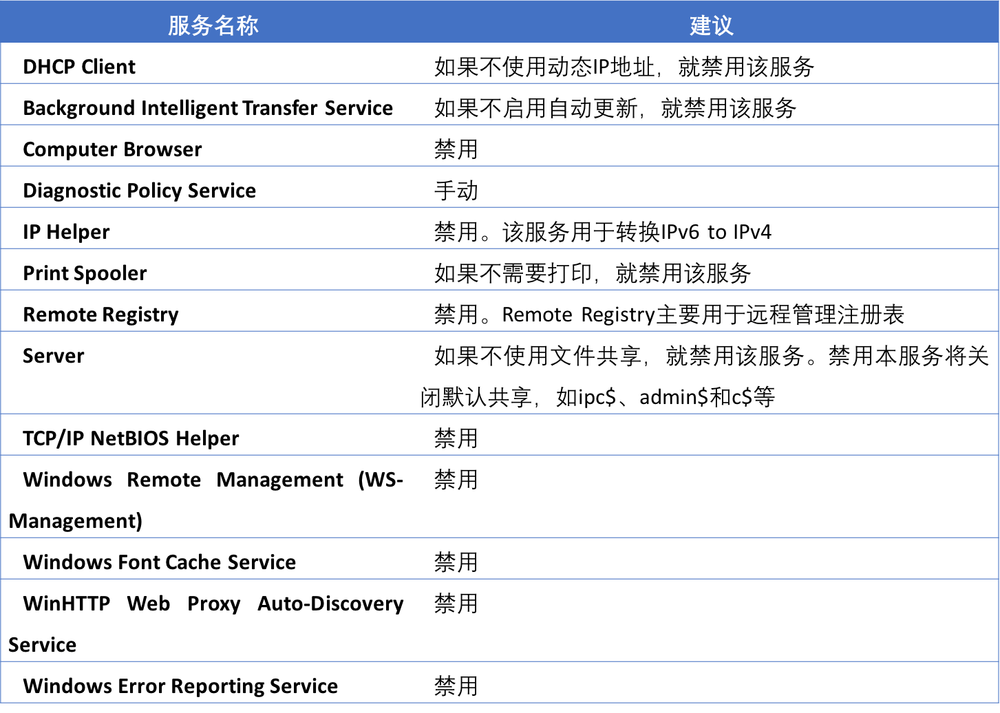 服务名称 建议
DHCP Client 如果不使用动态IP地址，就禁用该服务
Background Intelligent Transfer Service 如果不启用自动更新，就禁用该服务
Computer Browser 禁用
Diagnostic Policy Service 手动
IP Helper 禁用。该服务用于转换IPv6 to IPv4
Print Spooler 如果不需要打印，就禁用该服务
Remote Registry 禁用。Remote Registry主要用于远程管理注册表
Server 如果不使用文件共享，就禁用该服务。禁用本服务将关
闭默认共享，如ipc$、admin$和c$等
TCP/IP NetBIOS Helper 禁用
Windows Remote Management (WS- 禁用
Management)
Windows Font Cache Service 禁用
WinHTTP Web Proxy Auto-Discovery 禁用
Service
Windows Error Reporting Service 禁用